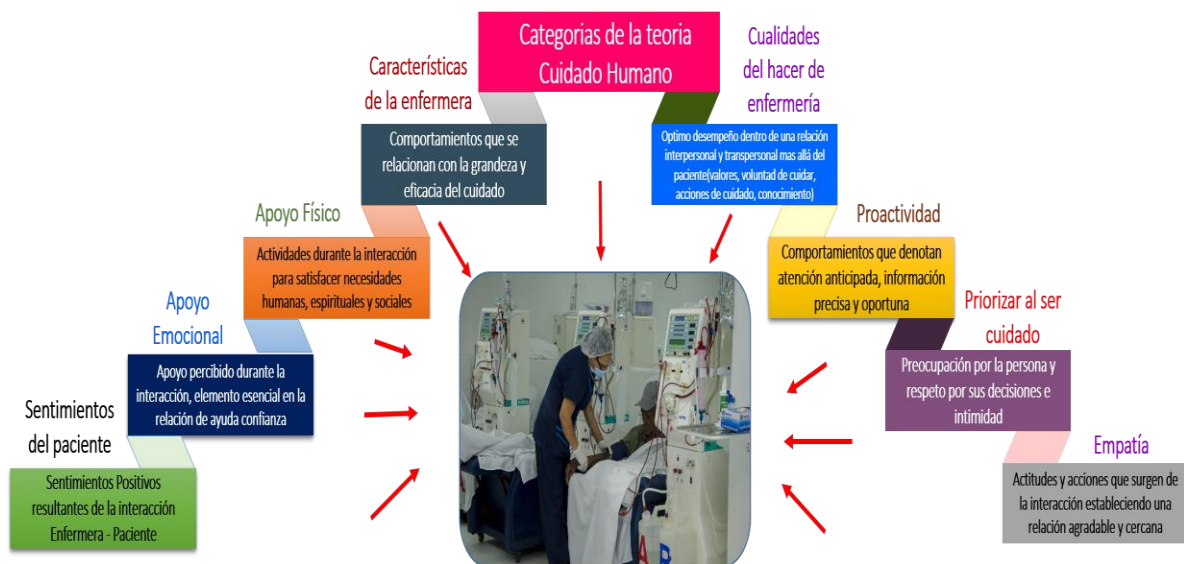 Categorias de la teoria
Cuidado Humano
Características
de la enfermera
Comportamientos que se
relacionan con la grandeza y
eficacia del cuidado
Apoyo Físico
Actividades durante la interacción
para satisfacer necesidades
humanas, espirituales y sociales
Apoyo
Emocional
Apoyo percibido durante la
interacción, elemento esencial en la
relación de ayuda confianza
Sentimientos
del paciente
Sentimientos Positivos
resultantes de la interacción
Enfermera - Paciente
Cualidades
del hacer de
enfermería
Optimo desempeño dentro de una relación
interpersonal y transpersonal mas allá del
paciente(valores, voluntad de cuidar,
acciones de cuidado, conocimiento)
Proactividad
Comportamientos que denotan
atención anticipada, información
precisa y oportuna
Priorizar al ser
cuidado
Preocupación por la persona y
respeto por sus decisiones e
intimidad
Empatía
Actitudes y acciones que surgen de
la interacción estableciendo una
relación agradable y cercana
A B